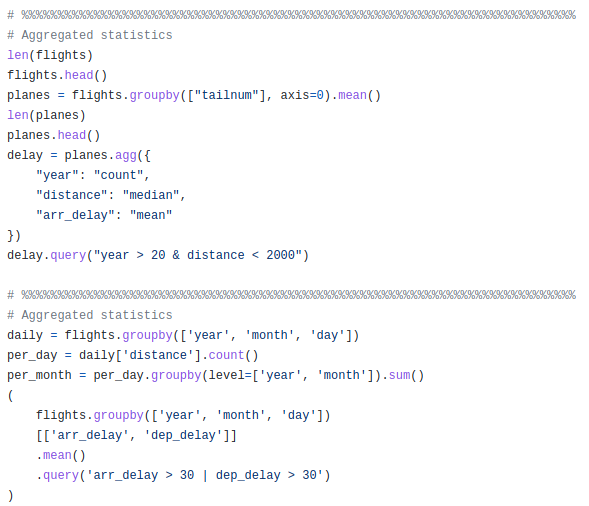 # %%%%%%%%%%%%%%%%%%%%%%%%%%%%%%%%%%%%%%%%%%%%%%%%%%%%%%%%%%%%%%%%%%%%%%%%%%%%%%%
# Aggregated statistics
len(flights)
flights.head()
planes = flights.groupby(["tailnum"], axis=0).mean()
len(planes)
planes.head()
delay = planes.agg({
    "year": "count",
    "distance": "median",
    "arr_delay": "mean"
})
delay.query("year > 20 & distance < 2000")

# %%%%%%%%%%%%%%%%%%%%%%%%%%%%%%%%%%%%%%%%%%%%%%%%%%%%%%%%%%%%%%%%%%%%%%%%%%%%%%%
# Aggregated statistics
daily = flights.groupby(['year', 'month', 'day'])
per_day = daily['distance'].count()
per_month = per_day.groupby(level=['year', 'month']).sum()
(
    flights.groupby(['year', 'month', 'day'])
    [['arr_delay', 'dep_delay']]
    .mean()
    .query('arr_delay > 30 | dep_delay > 30')
)